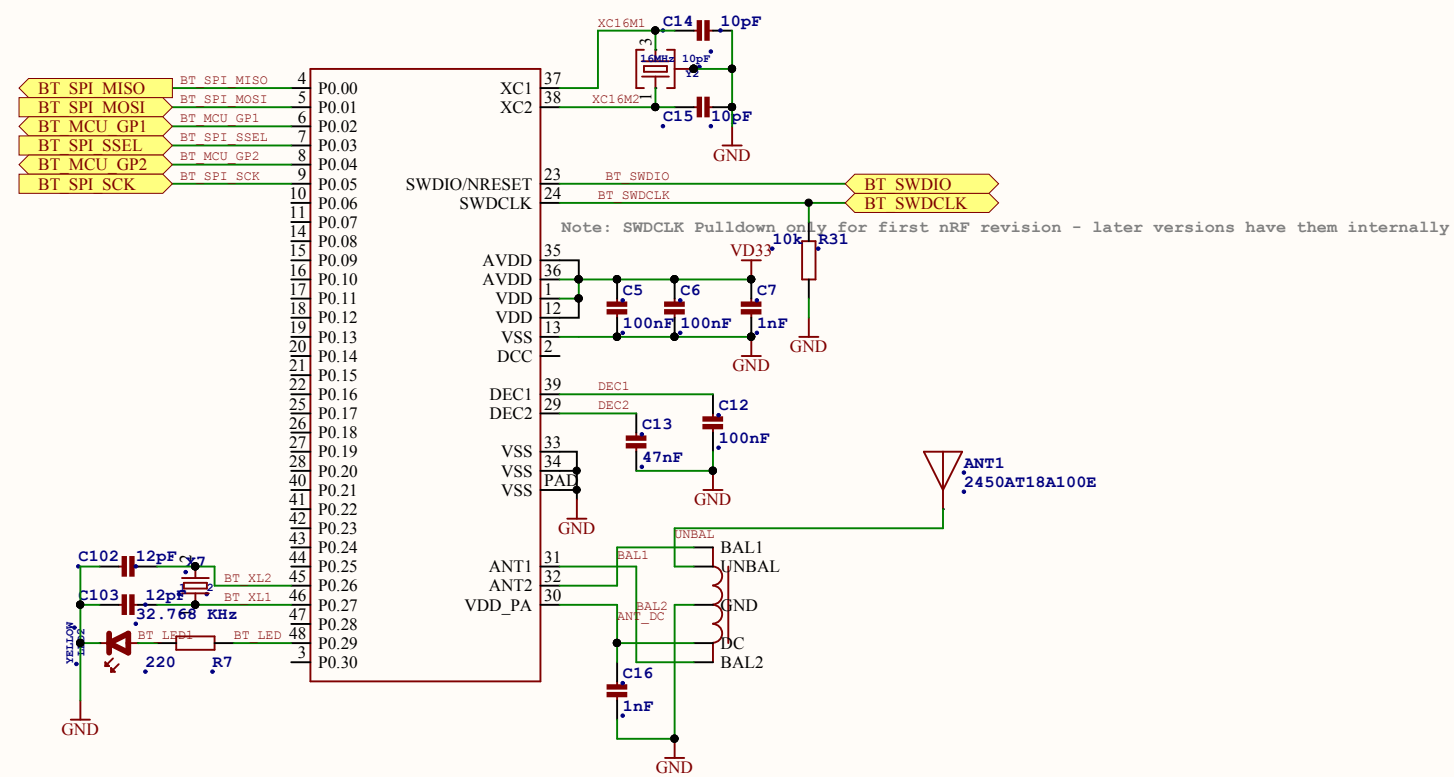 BT_SPI_MISO BT_SPI_MISO 4 P0.00
BT_SPI_MOSI BT_SPI_MOSI 5 P0.01
BT_MCU_GP1 BT_MCU_GP1 6 P0.02
BT_SPI_SSEL BT_SPI_SSEL 7 P0.03
BT_MCU_GP2 BT_MCU_GP2 8 P0.04
BT_SPI_SCK BT_SPI_SCK 9 P0.05
10 P0.06
11 P0.07
14 P0.08
15 P0.09
16 P0.10
17 P0.11
18 P0.12
19 P0.13
20 P0.14
21 P0.15
22 P0.16
25 P0.17
26 P0.18
27 P0.19
28 P0.20
40 P0.21
41 P0.22
42 P0.23
43 P0.24
44 P0.25
45 P0.26
46 P0.27
47 P0.28
48 P0.29
3 P0.30
C102 12pF 2
BT_XL2
C103 12pF
BT_XL1
32.768 KHz
YELLOW
BT_LED1 BT_LED
220 R7
GND
XC1 37 XC16M1
XC2 38 XC16M2
C14 10pF
3
16MHz 10pF
Y2
1
C15 10pF
GND
SWDIO/NRESET 23 BT_SWDIO BT_SWDIO
SWDCLK 24 BT_SWDCLK BT_SWDCLK
Note: SWDCLK Pulldown only for first nRF revision - later versions have them internally
10k R31
GND
VD33
AVDD 35
AVDD 36
VDD 1
VDD 12
VSS 13
DCC 2
C5 C6 C7
100nF 100nF 1nF
GND
DEC1 39 DEC1
DEC2 29 DEC2
C12
100nF
C13
47nF
GND
VSS 33
VSS 34
VSS PAD
GND
ANT1
2450AT18A100E
ANT1 31 BAL1
ANT2 32
VDD_PA 30
UNBAL
BAL2
ANT_DC
BAL1
UNBAL
GND
DC
BAL2
C16
1nF
GND